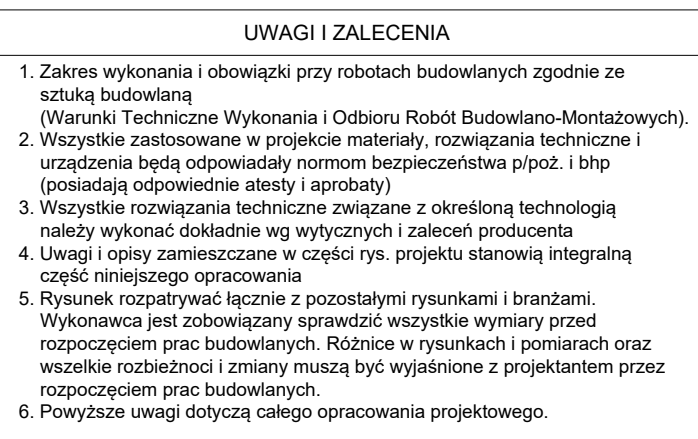 UWAGI I ZALECENIA
1. Zakres wykonania i obowiązki przy robotach budowlanych zgodnie ze
sztuką budowlaną
(Warunki Techniczne Wykonania i Odbioru Robót Budowlano-Montażowych).
2. Wszystkie zastosowane w projekcie materiały, rozwiązania techniczne i
urządzenia będą odpowiadały normom bezpieczeństwa p/poż. i bhp
(posiadają odpowiednie atesty i aprobaty)
3. Wszystkie rozwiązania techniczne związane z określoną technologią
należy wykonać dokładnie wg wytycznych i zaleceń producenta
4. Uwagi i opisy zamieszczane w części rys. projektu stanowią integralną
część niniejszego opracowania
5. Rysunek rozpatrywać łącznie z pozostałymi rysunkami i branżami.
Wykonawca jest zobowiązany sprawdzić wszystkie wymiary przed
rozpoczęciem prac budowlanych. Różnice w rysunkach i pomiarach oraz
wszelkie rozbieżnoci i zmiany muszą być wyjaśnione z projektantem przez
rozpoczęciem prac budowlanych.
6. Powyższe uwagi dotyczą całego opracowania projektowego.